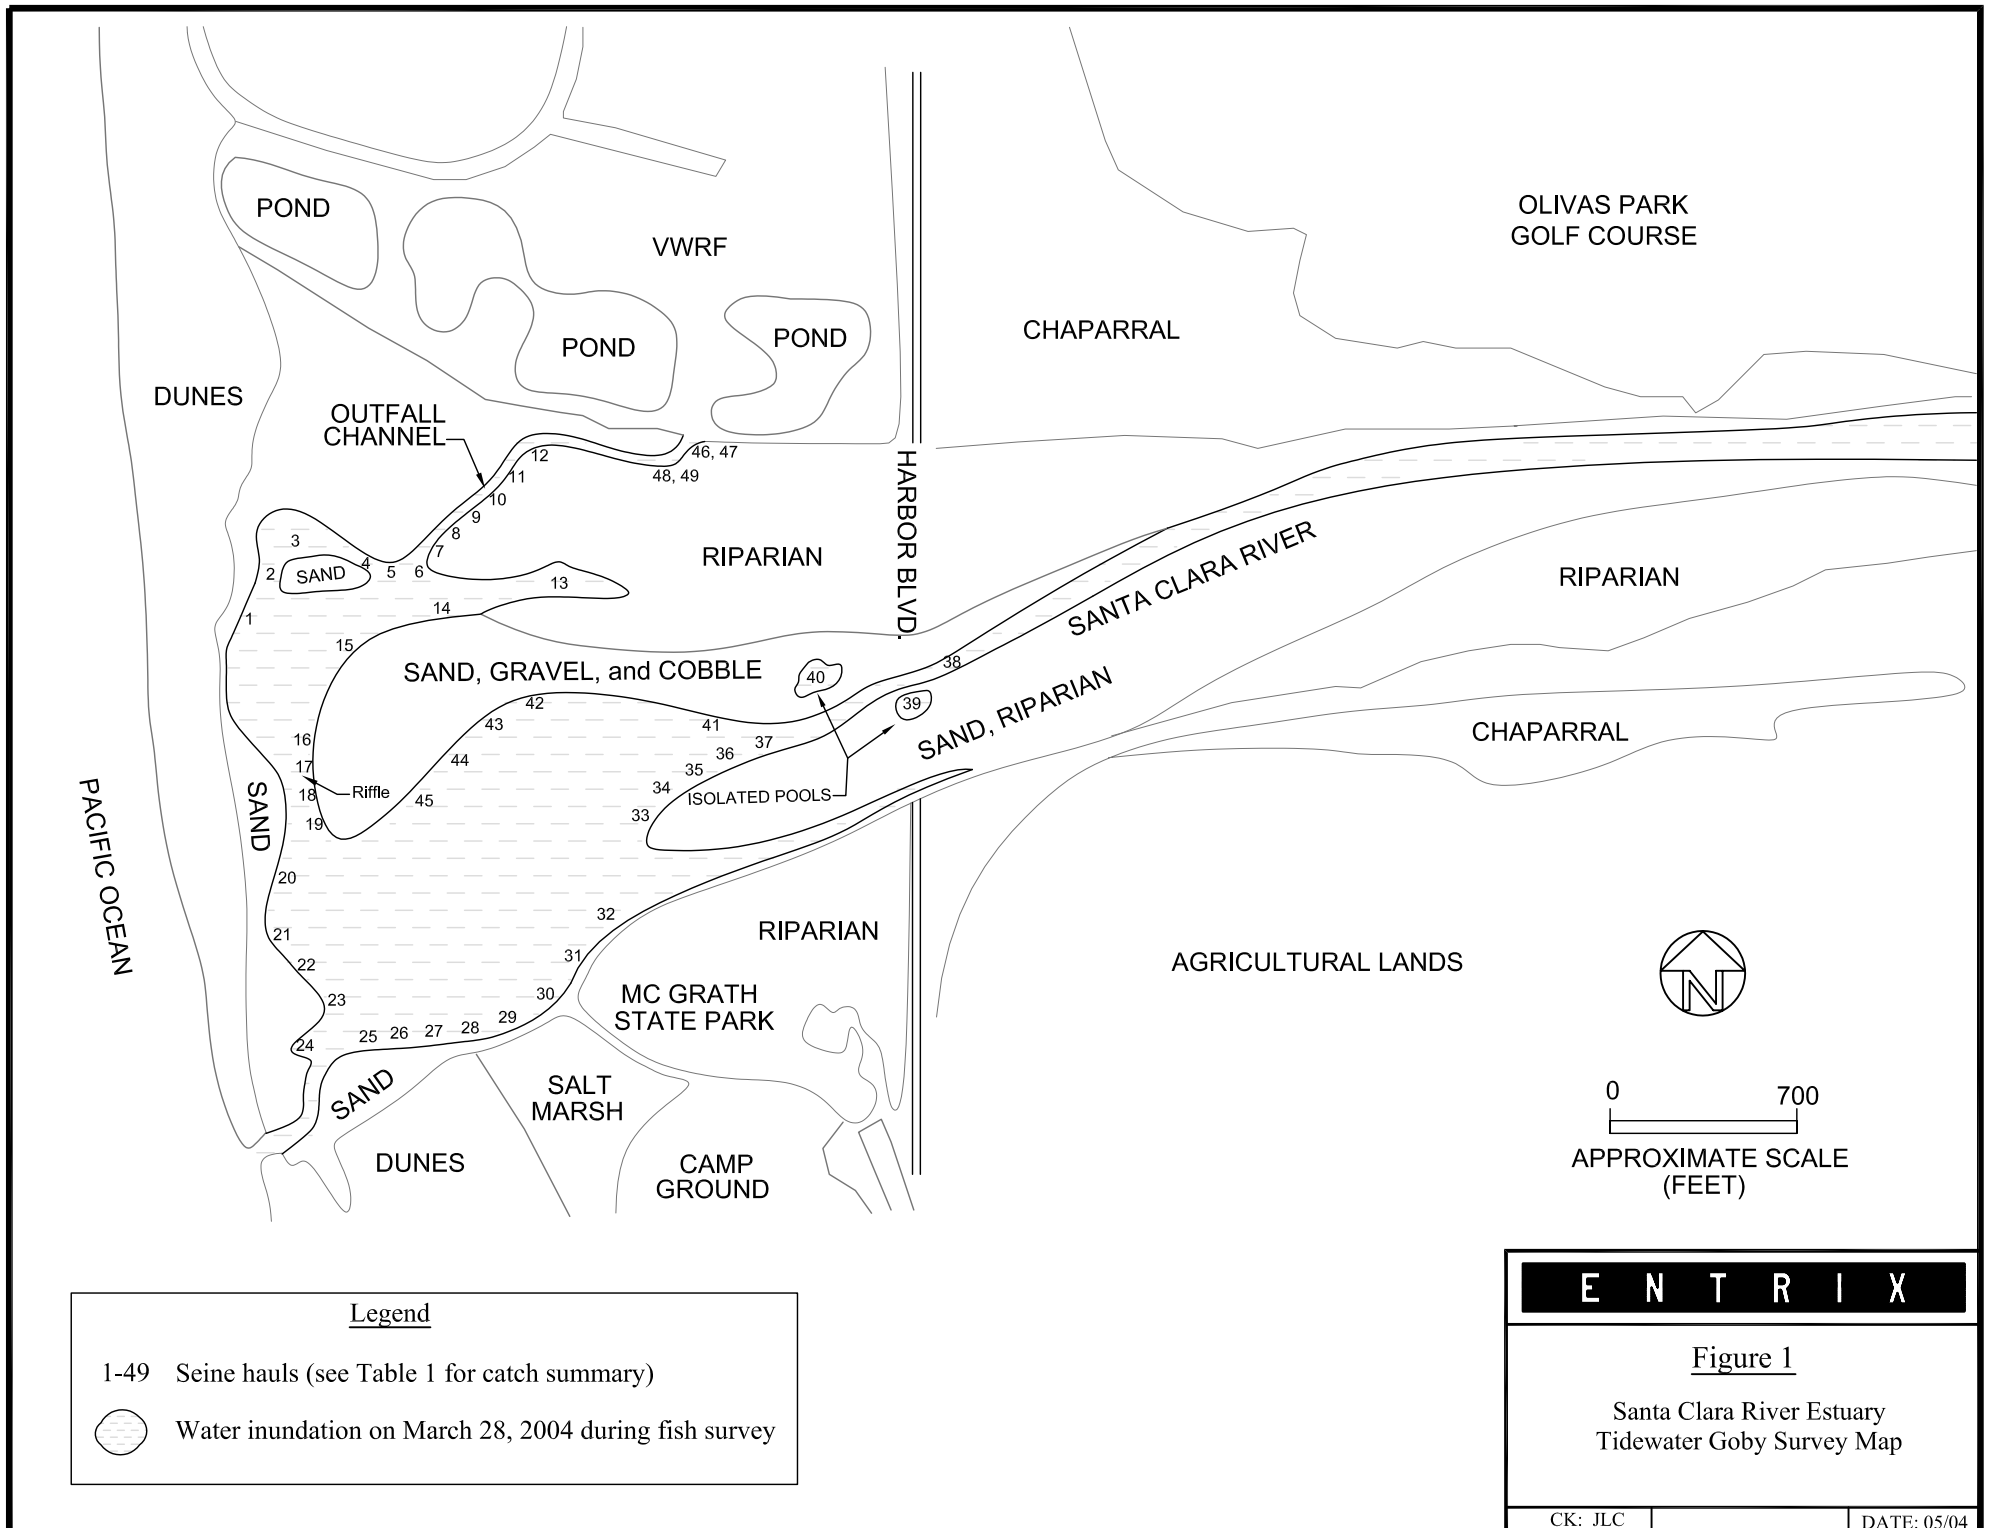 POND
VWRF
OLIVAS PARK
GOLF COURSE
POND
POND
CHAPARRAL
DUNES
OUTFALL
CHANNEL
12
46, 47
48, 49
11
10
9
8
7
3
4
5
6
2
SAND
13
1
14
15
RIPARIAN
HARBOR BLVD.
SANTA CLARA RIVER
RIPARIAN
SAND, GRAVEL, and COBBLE
40
38
39
SAND, RIPARIAN
CHAPARRAL
42
43
41
37
36
35
34
33
44
45
16
17
18
19
Riffle
ISOLATED POOLS
SAND
PACIFIC OCEAN
20
21
22
23
24
25
26
27
28
29
30
31
32
RIPARIAN
AGRICULTURAL LANDS
N
MC GRATH
STATE PARK
SAND
SALT
MARSH
DUNES
CAMP
GROUND
0
700
APPROXIMATE SCALE
(FEET)
Legend
1-49 Seine hauls (see Table 1 for catch summary)
Water inundation on March 28, 2004 during fish survey
ENTRIX
Figure 1
Santa Clara River Estuary
Tidewater Goby Survey Map
CK: JLC
DATE: 05/04